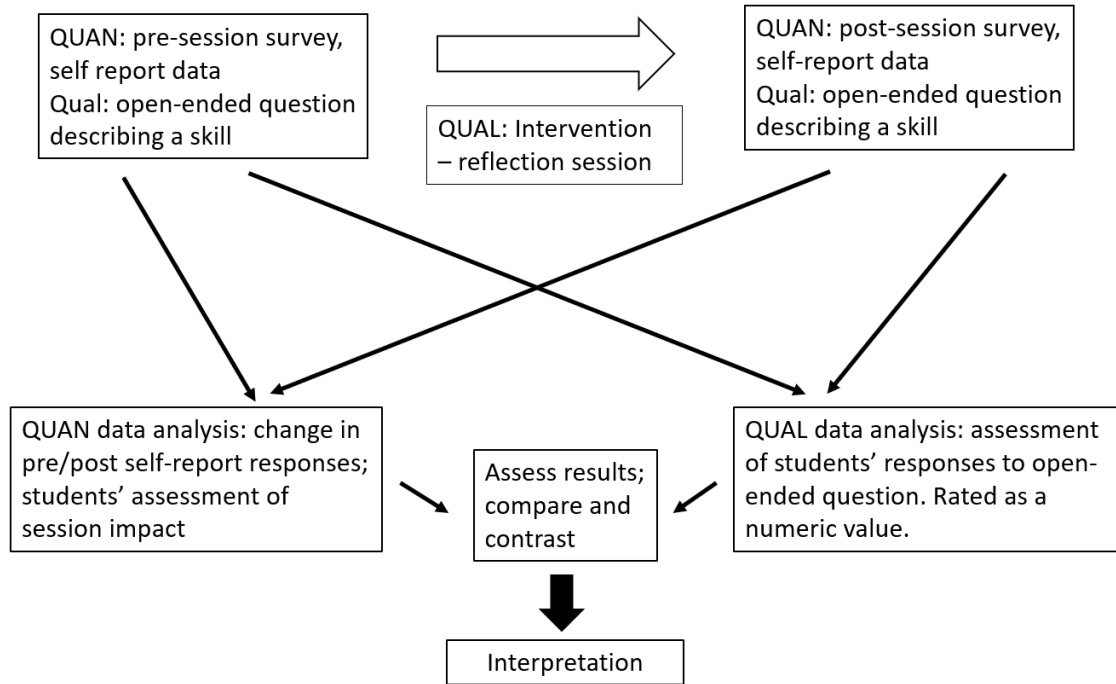 QUAN: pre-session survey,
self report data
Qual: open-ended question
describing a skill
QUAL: Intervention
– reflection session
QUAN: post-session survey,
self-report data
Qual: open-ended question
describing a skill
QUAN data analysis: change in
pre/post self-report responses;
students’ assessment of
session impact
Assess results;
compare and
contrast
QUAL data analysis: assessment
of students’ responses to open-
ended question. Rated as a
numeric value.
Interpretation